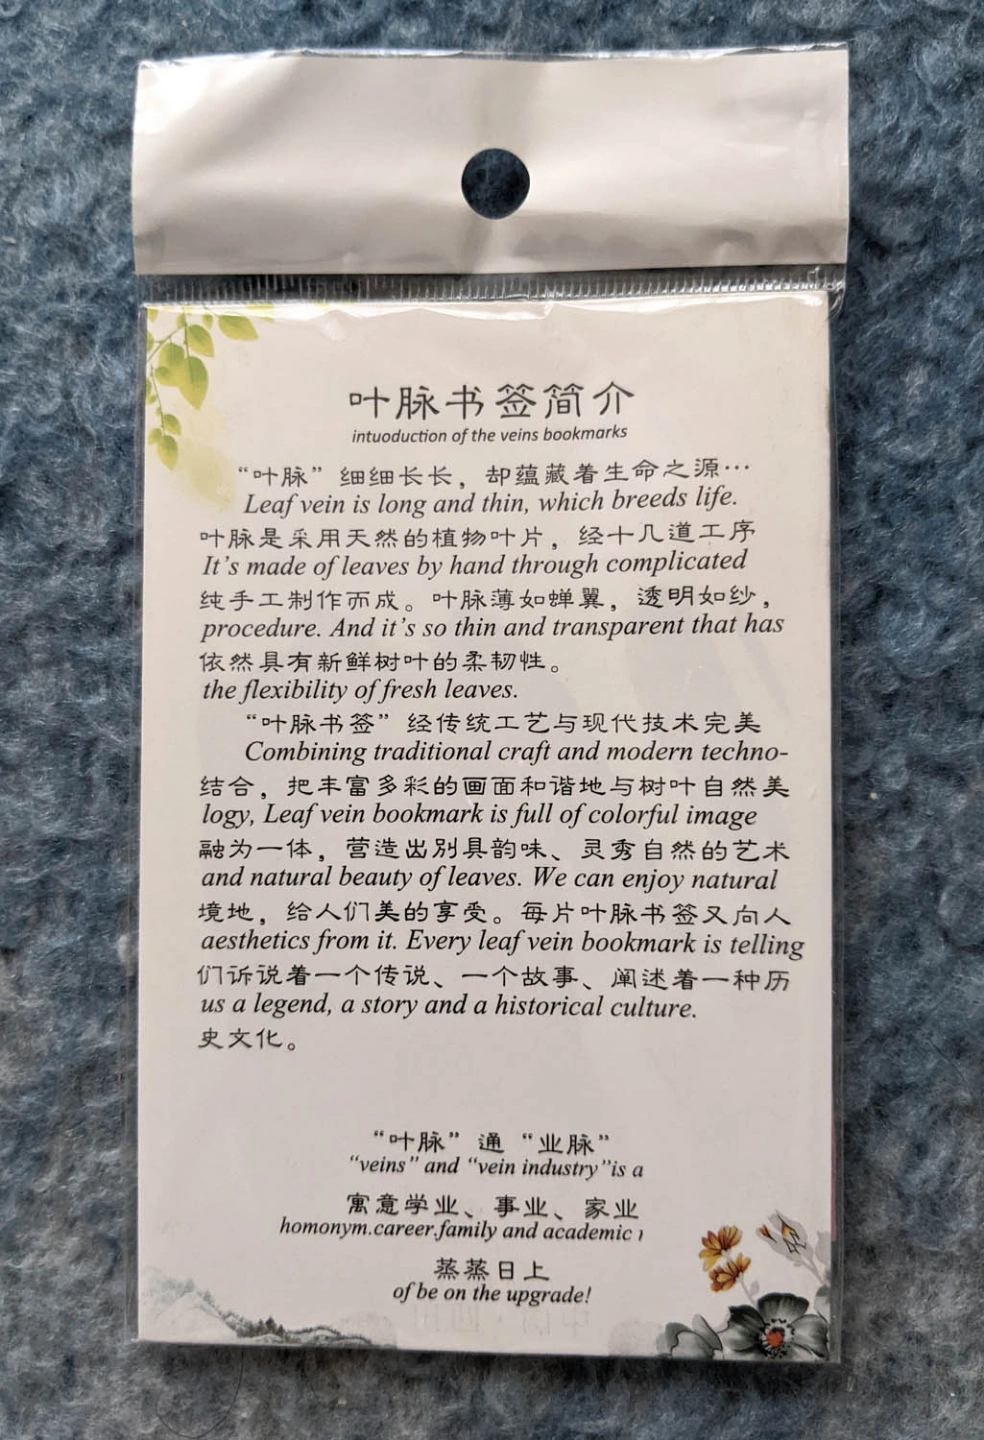 叶脉书签简介
intuoduction of the veins bookmarks
“叶脉”细细长长，却蕴藏着生命之源…
Leaf vein is long and thin, which breeds life.
叶脉是采用天然的植物叶片，经十几道工序
It's made of leaves by hand through complicated
纯手工制作而成。叶脉薄如蝉翼，透明如纱，
procedure. And it's so thin and transparent that has
依然具有新鲜树叶的柔韧性。
the flexibility of fresh leaves.
“叶脉书签”经传统工艺与现代技术完美
Combining traditional craft and modern techno-
结合，把丰富多彩的画面和谐地与树叶自然美
logy, Leaf vein bookmark is full of colorful image
融为一体，营造出别具韵味、灵秀自然的艺术
and natural beauty of leaves. We can enjoy natural
境地，给人们美的享受。每片叶脉书签又向人
aesthetics from it. Every leaf vein bookmark is telling
们诉说着一个传说、一个故事、阐述着一种历
us a legend, a story and a historical culture.
史文化。
“叶脉”通“业脉”
“veins” and “vein industry”is a
寓意学业、事业、家业
homonym.career.family and academic
蒸蒸日上
of be on the upgrade!